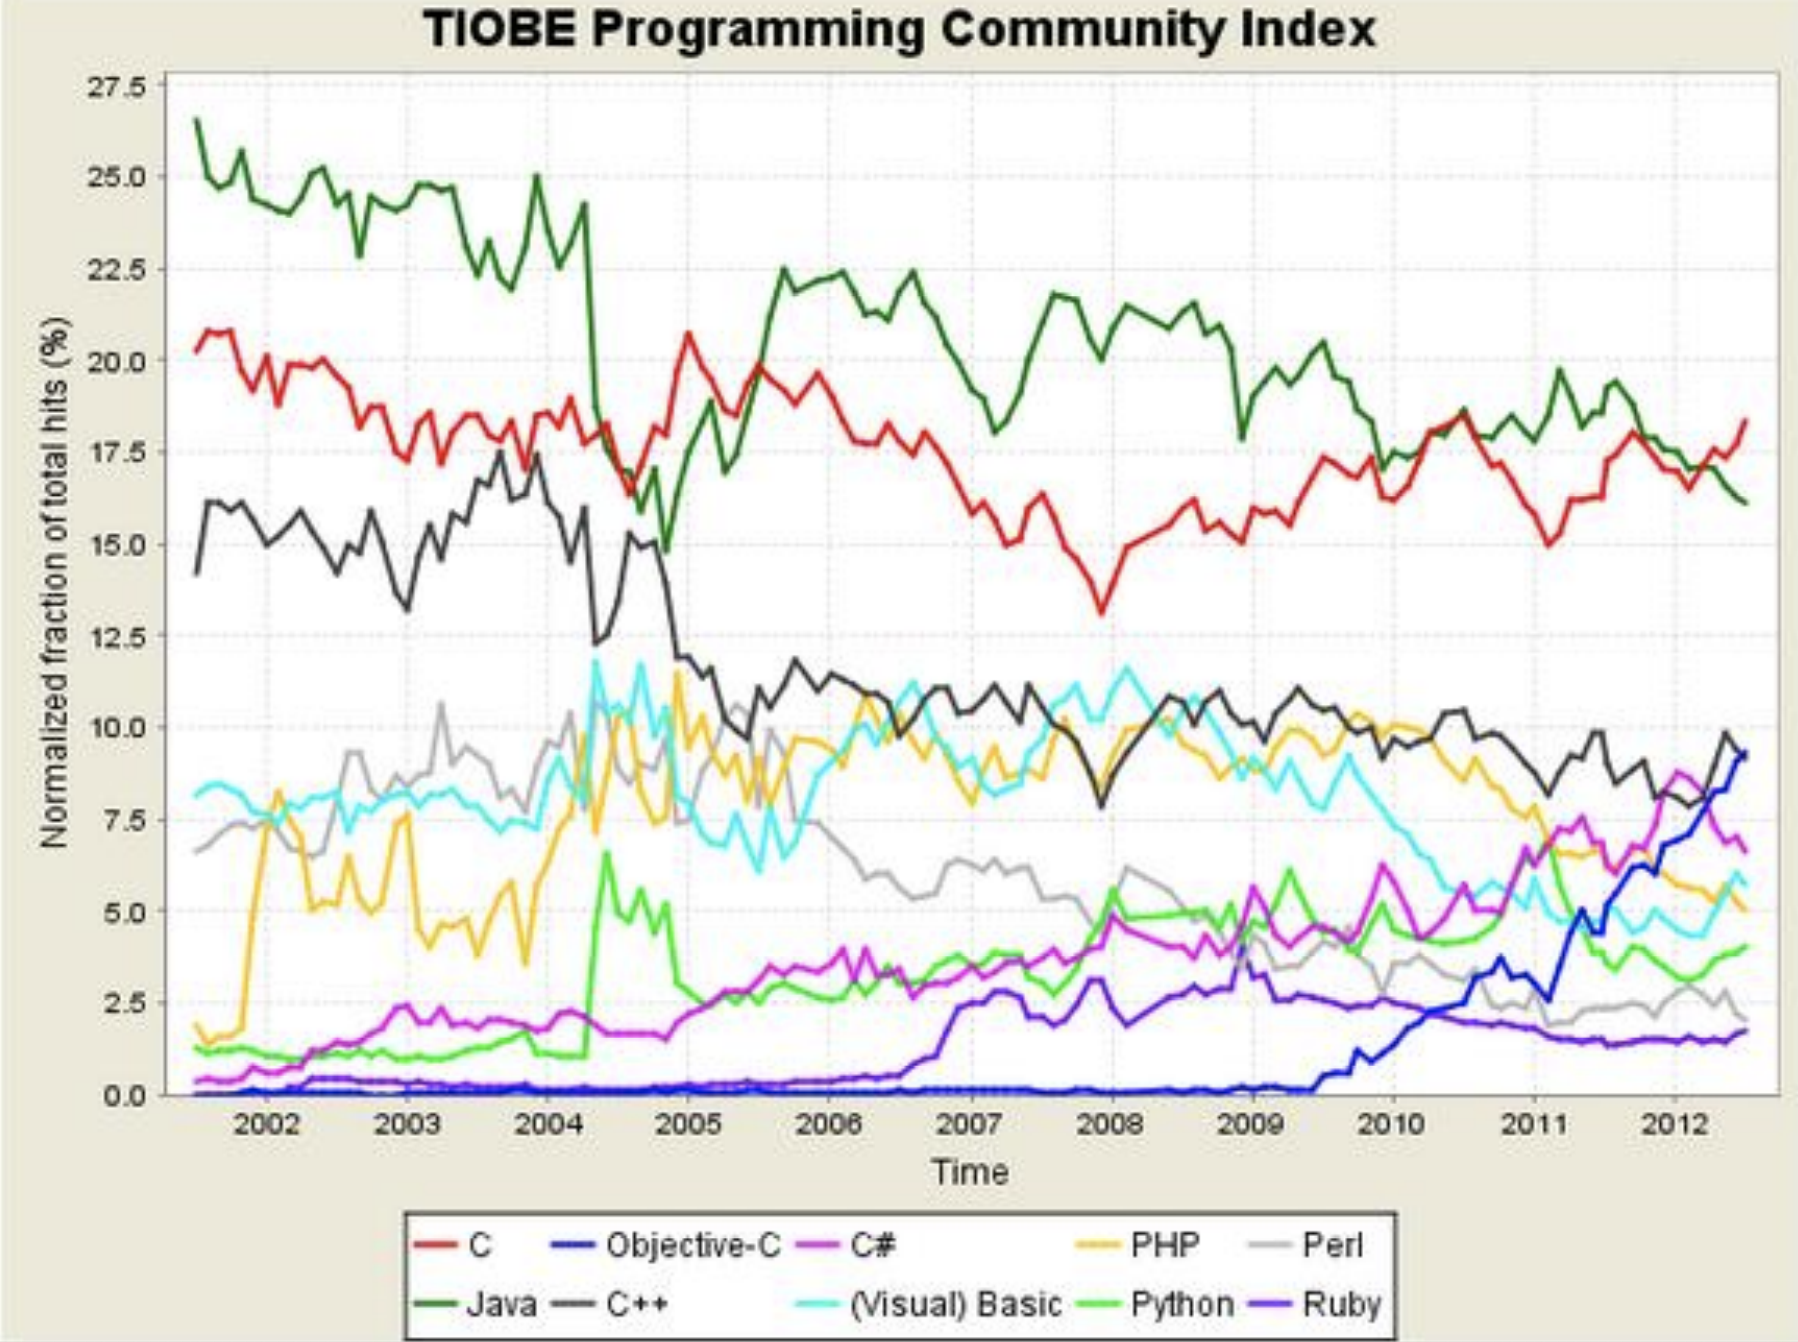 TIOBE Programming Community Index
27.5
25.0
22.5
20.0
17.5
15.0
12.5
10.0
7.5
5.0
2.5
0.0
Normalized fraction of total hits (%)
2002 2003 2004 2005 2006 2007 2008 2009 2010 2011 2012
Time
C Objective-C C# PHP Perl
Java C++ (Visual) Basic Python Ruby